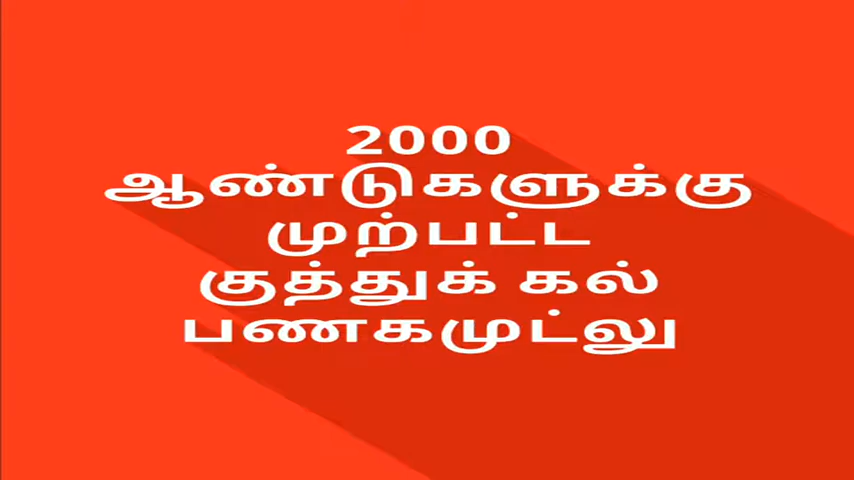 2000
ஆண்டுகளுக்கு
முற்பட்ட
குத்துக் கல்
பணகமுட்லு